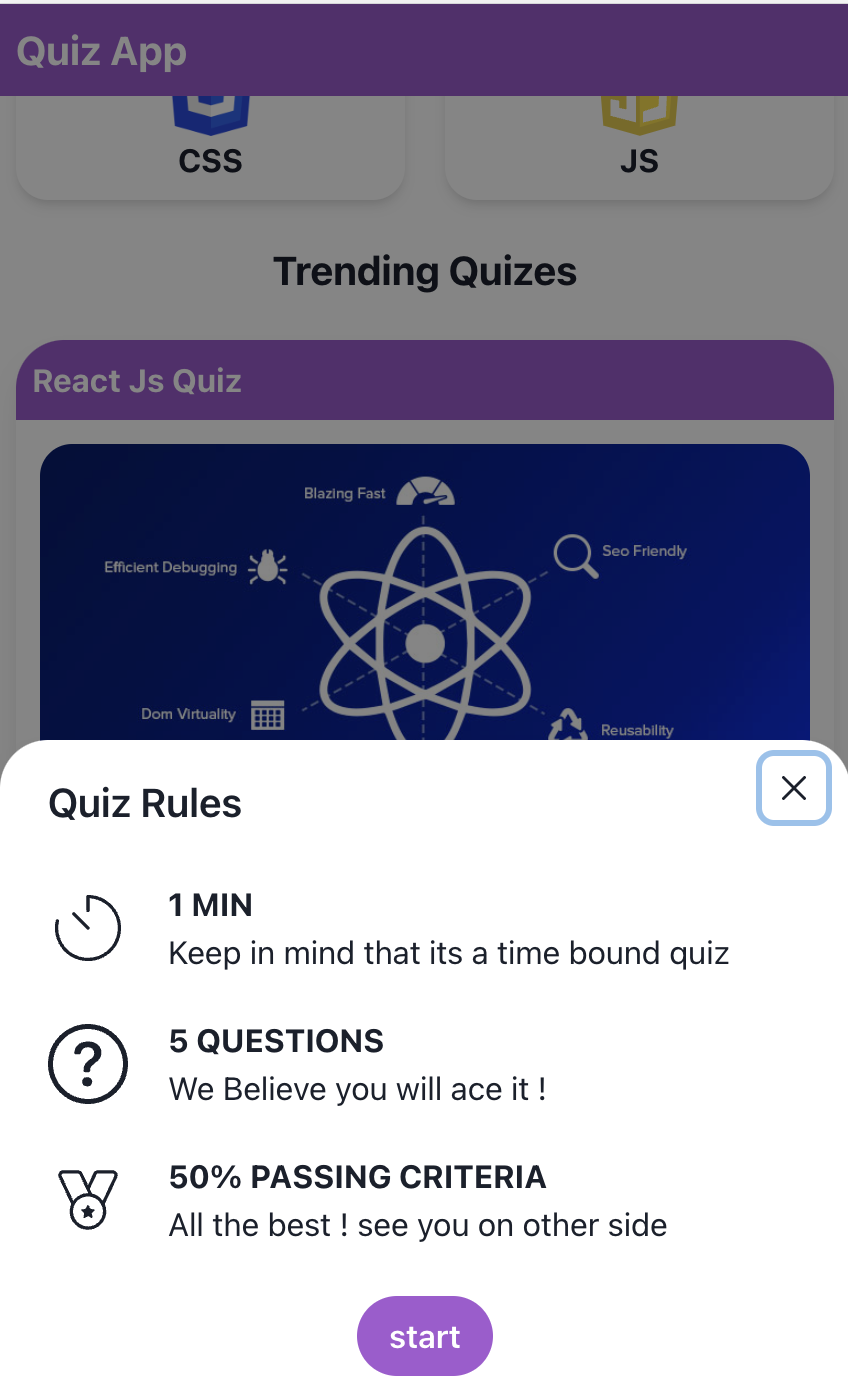 Quiz App
CSS
JS
Trending Quizes
React Js Quiz
Blazing Fast
Efficient Debugging
Seo Friendly
Dom Virtuality
Reusability
Quiz Rules
1 MIN
Keep in mind that its a time bound quiz
5 QUESTIONS
We Believe you will ace it !
50% PASSING CRITERIA
All the best ! see you on other side
start